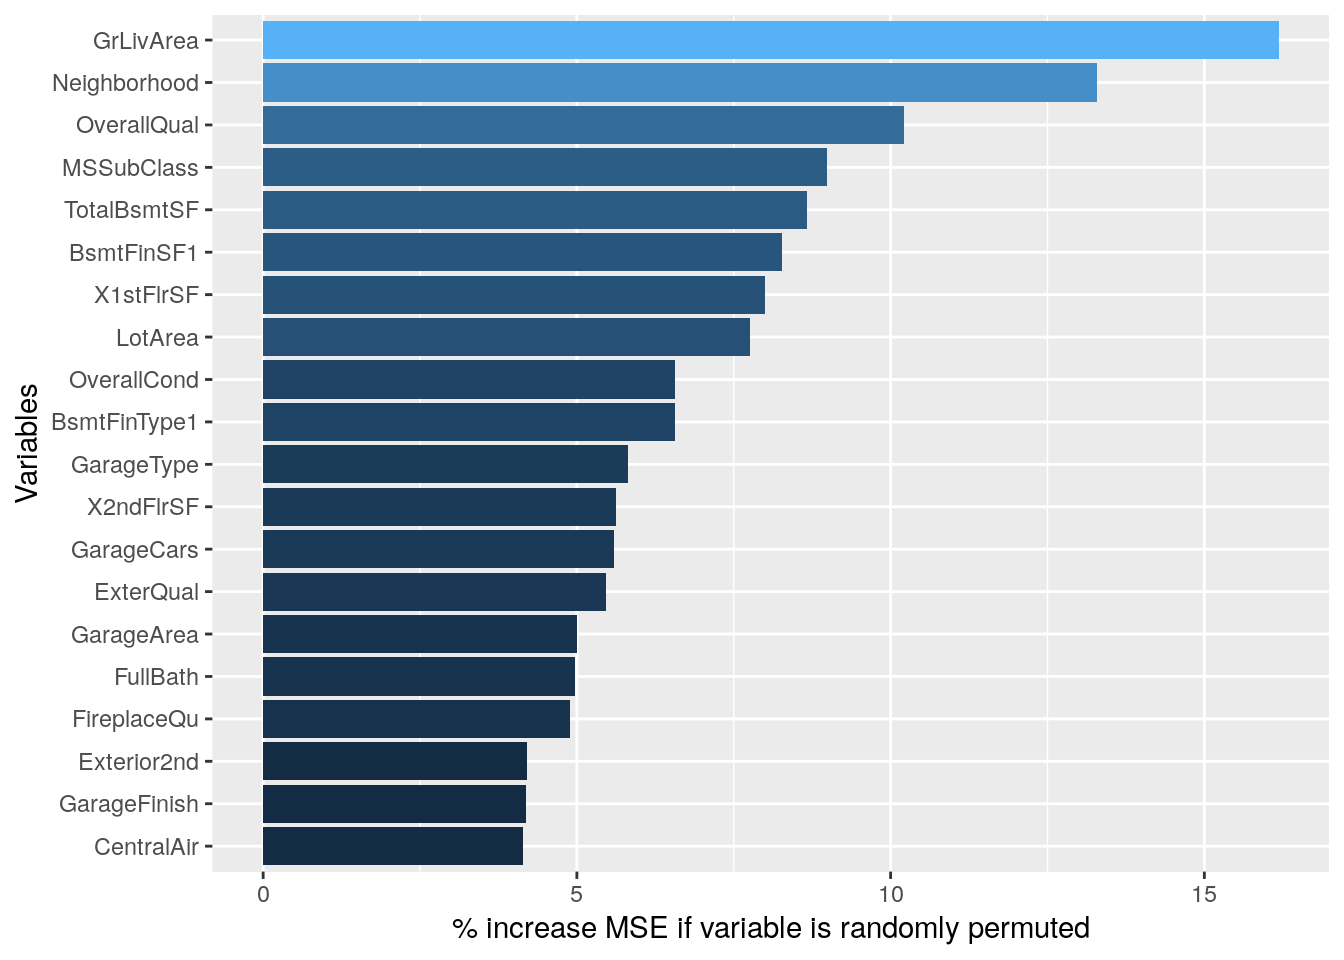 GrLivArea
Neighborhood
OverallQual
MSSubClass
TotalBsmtSF
BsmtFinSF1
X1stFlrSF
LotArea
OverallCond
BsmtFinType1
GarageType
X2ndFlrSF
GarageCars
ExterQual
GarageArea
FullBath
FireplaceQu
Exterior2nd
GarageFinish
CentralAir
Variables
0 5 10 15
% increase MSE if variable is randomly permuted